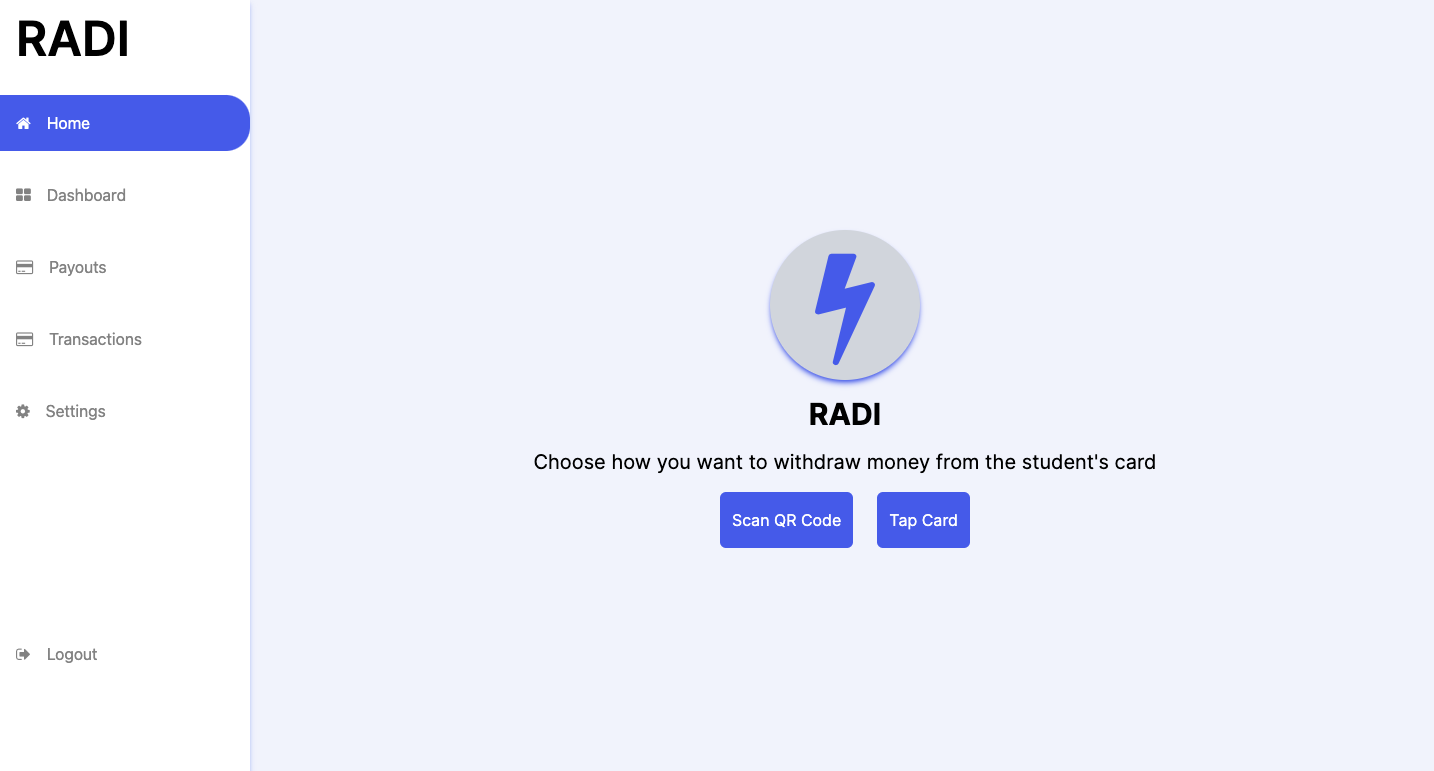 RADI
Home
Dashboard
Payouts
Transactions
Settings
Logout
RADI
Choose how you want to withdraw money from the student's card
Scan QR Code
Tap Card